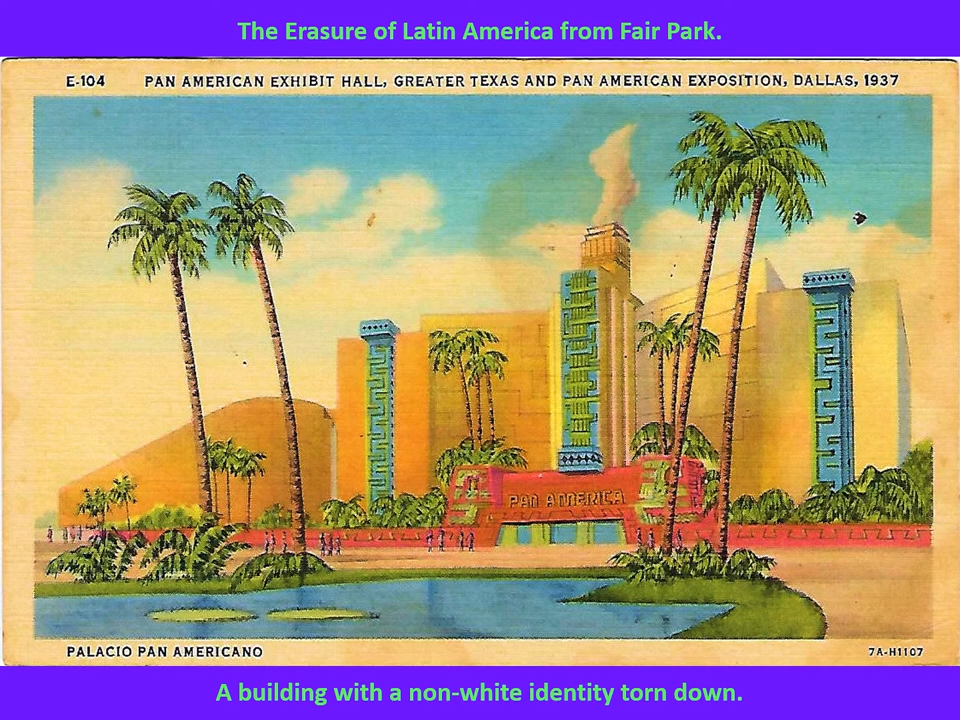 The Erasure of Latin America from Fair Park.
E-104 PAN AMERICAN EXHIBIT HALL, GREATER TEXAS AND PAN AMERICAN EXPOSITION, DALLAS, 1937
PAN AMERICA
PALACIO PAN AMERICANO 7A-H1107
A building with a non-white identity torn down.